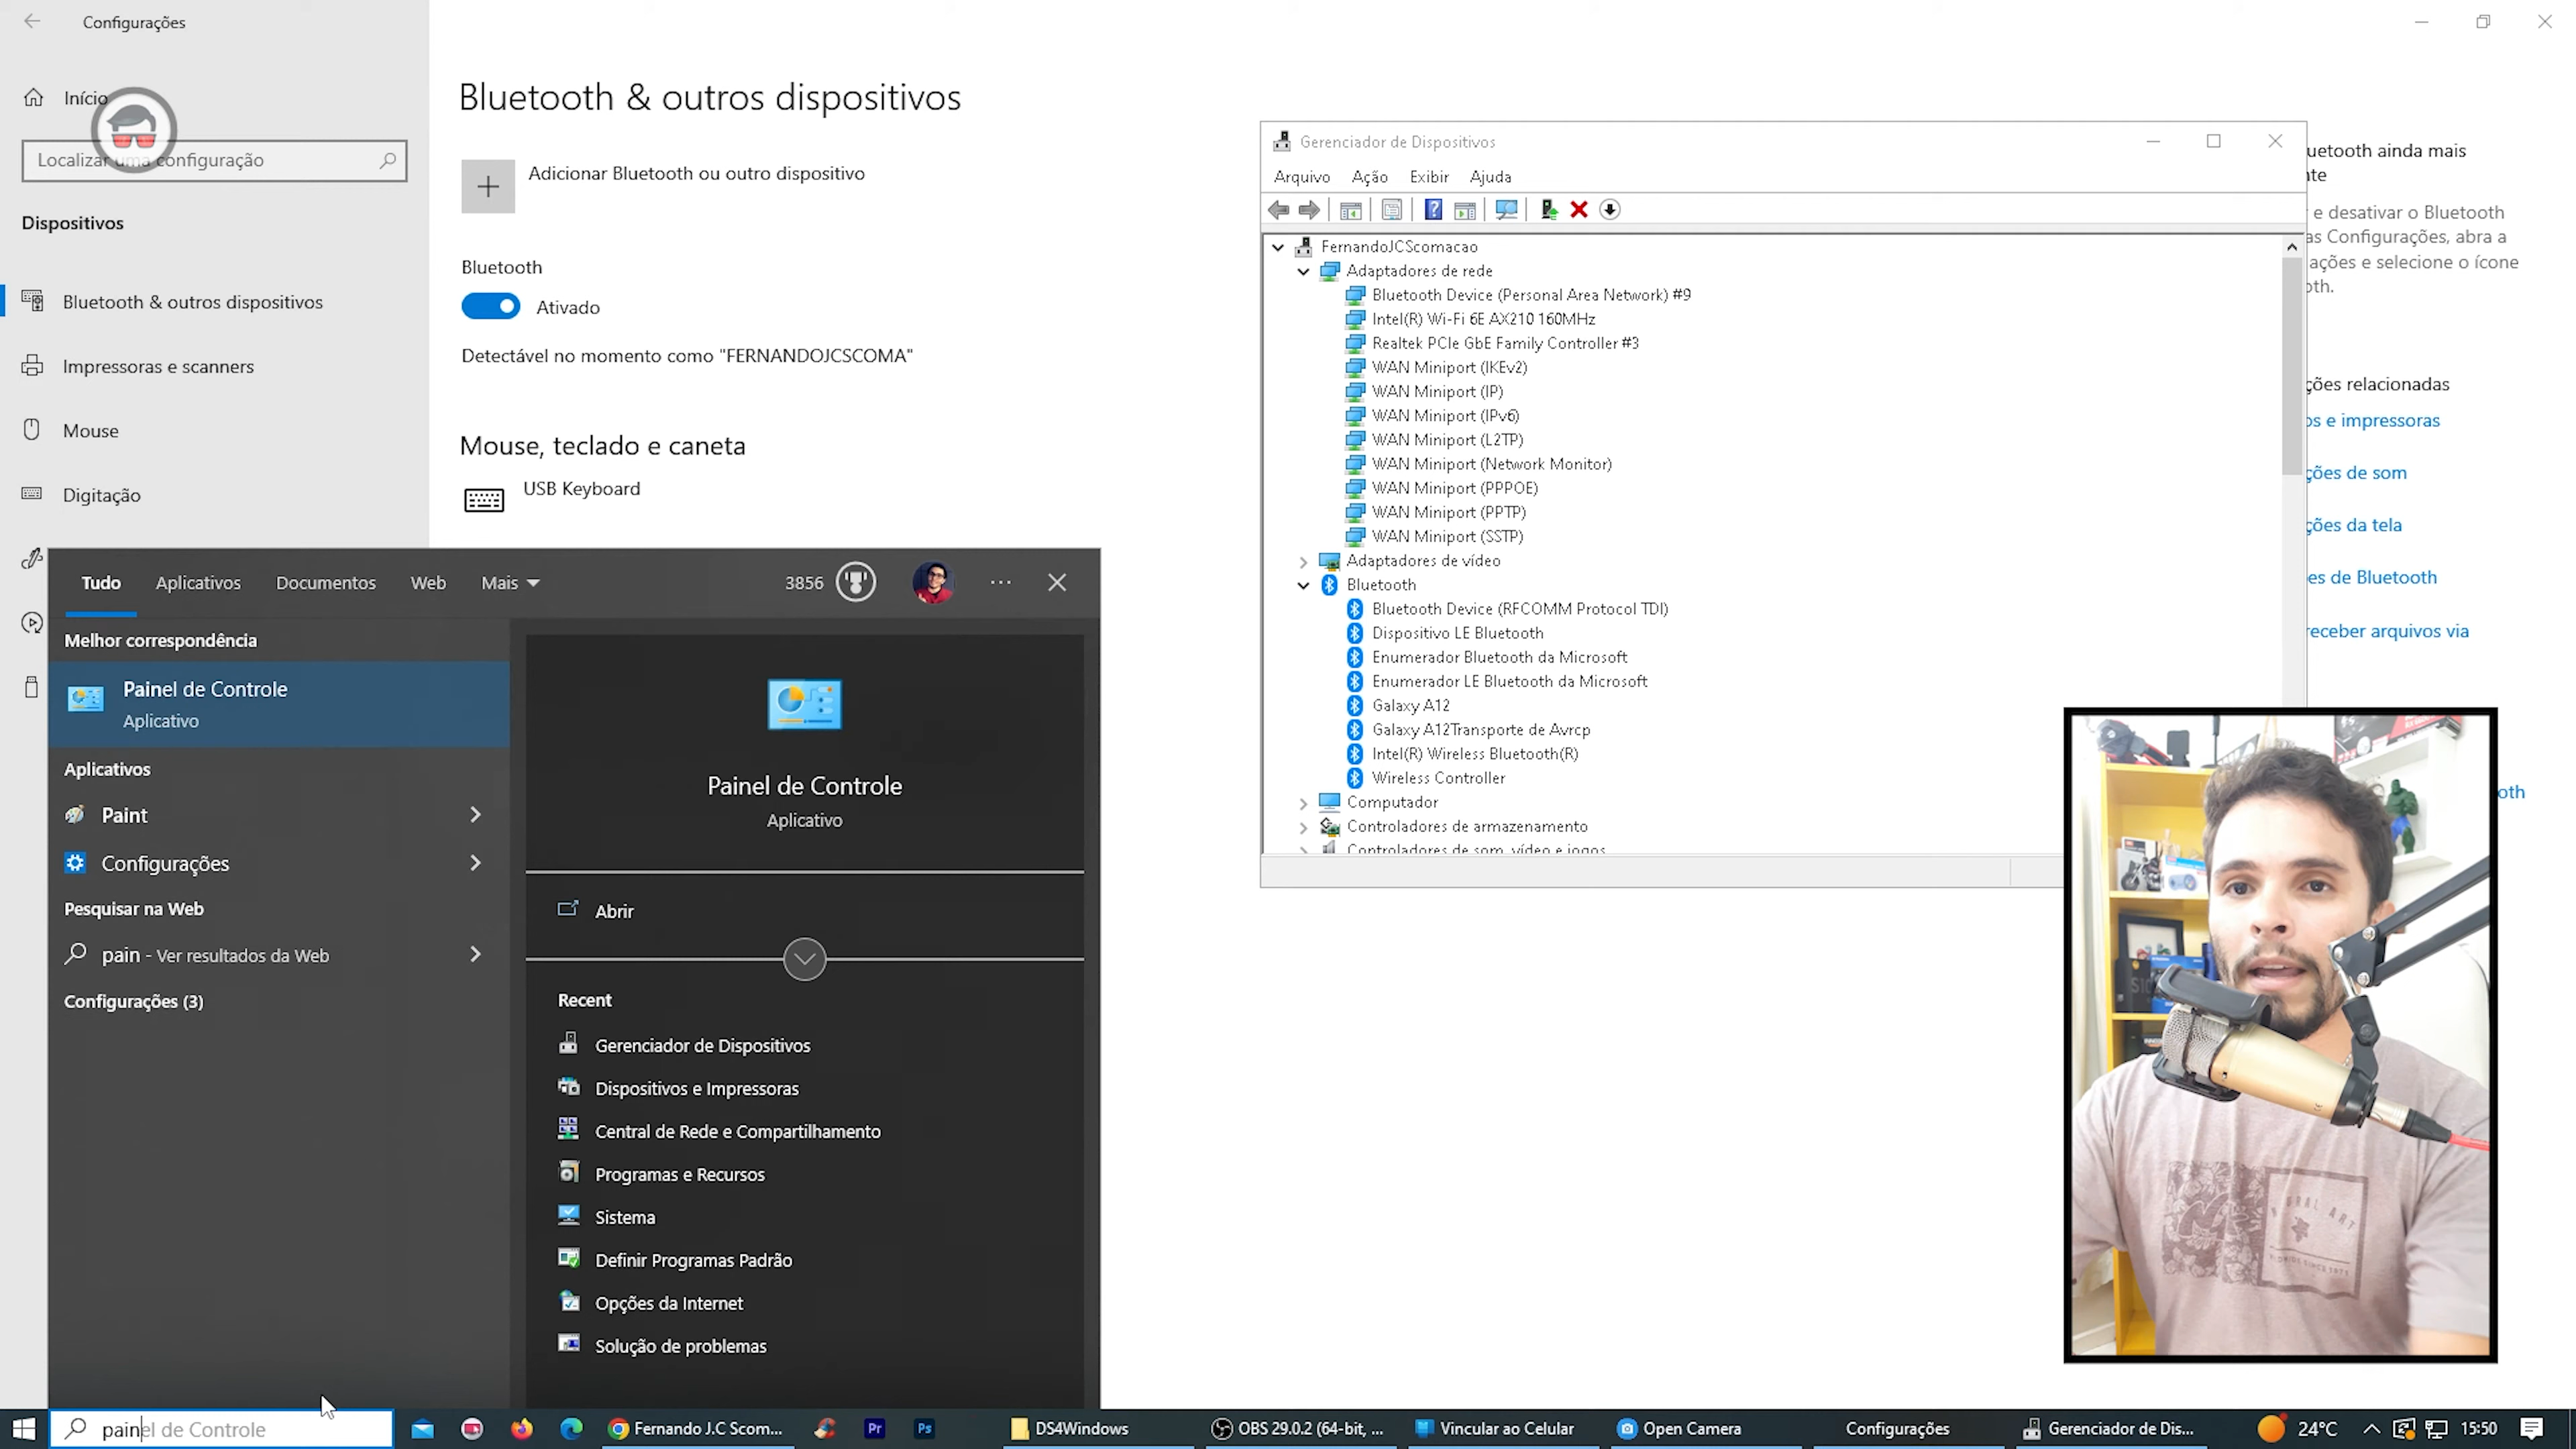 Configurações
Início
Localizar uma configuração
Dispositivos
Bluetooth & outros dispositivos
Impressoras e scanners
Mouse
Digitação
Bluetooth & outros dispositivos
Adicionar Bluetooth ou outro dispositivo
Bluetooth
Ativado
Detectável no momento como "FERNANDOJCSCOMA"
Mouse, teclado e caneta
USB Keyboard
Gerenciador de Dispositivos
Arquivo Ação Exibir Ajuda
FernandoJCScomacao
Adaptadores de rede
Bluetooth Device (Personal Area Network) #9
Intel(R) Wi-Fi 6E AX210 160MHz
Realtek PCIe GbE Family Controller #3
WAN Miniport (IKEv2)
WAN Miniport (IP)
WAN Miniport (IPv6)
WAN Miniport (L2TP)
WAN Miniport (Network Monitor)
WAN Miniport (PPPOE)
WAN Miniport (PPTP)
WAN Miniport (SSTP)
Adaptadores de vídeo
Bluetooth
Bluetooth Device (RFCOMM Protocol TDI)
Dispositivo LE Bluetooth
Enumerador Bluetooth da Microsoft
Enumerador LE Bluetooth da Microsoft
Galaxy A12
Galaxy A12Transporte de Avrcp
Intel(R) Wireless Bluetooth(R)
Wireless Controller
Computador
Controladores de armazenamento
Controladores de som, vídeo e jogos
uetooth ainda mais
nte
e desativar o Bluetooth
as Configurações, abra a
ações e selecione o ícone
oth.
ções relacionadas
os e impressoras
ções de som
ções da tela
es de Bluetooth
receber arquivos via
oth
Tudo Aplicativos Documentos Web Mais 3856
Melhor correspondência
Painel de Controle
Aplicativo
Aplicativos
Paint
Configurações
Pesquisar na Web
pain - Ver resultados da Web
Configurações (3)
Painel de Controle
Aplicativo
Abrir
Recent
Gerenciador de Dispositivos
Dispositivos e Impressoras
Central de Rede e Compartilhamento
Programas e Recursos
Sistema
Definir Programas Padrão
Opções da Internet
Solução de problemas
painel de Controle
Fernando J.C Scom...
Pr
Ps
DS4Windows
OBS 29.0.2 (64-bit, ...
Vincular ao Celular
Open Camera
Configurações
Gerenciador de Dis...
24°C
15:50